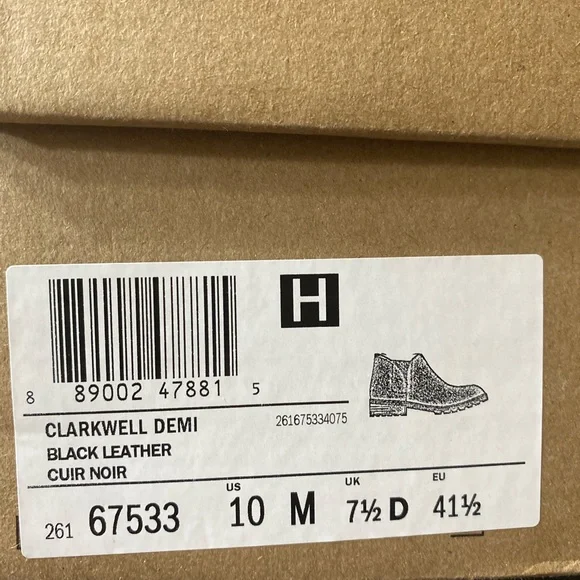 H
8 89002 47881 5
CLARKWELL DEMI 261675334075
BLACK LEATHER
CUIR NOIR
US UK EU
261 67533 10 M 7½ D 41½